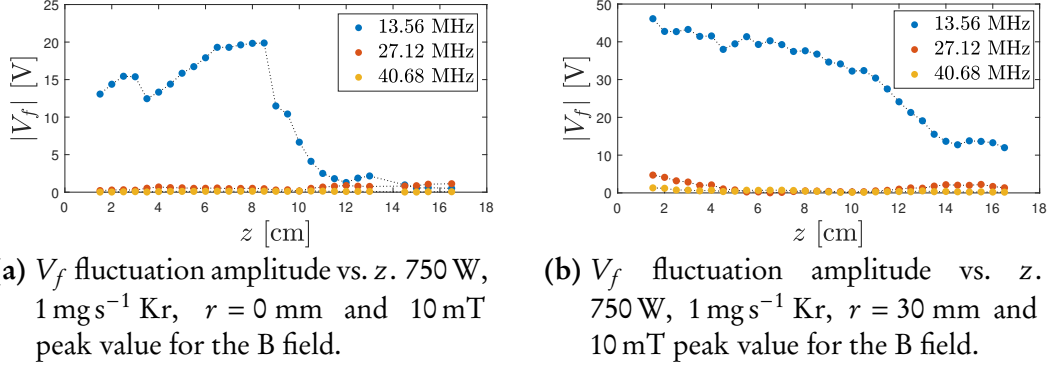 25
20
15
10
5
0
|V_f| [V]
0 2 4 6 8 10 12 14 16 18
z [cm]
13.56 MHz
27.12 MHz
40.68 MHz
50
40
30
20
10
0
|V_f| [V]
0 2 4 6 8 10 12 14 16 18
z [cm]
13.56 MHz
27.12 MHz
40.68 MHz
a) V_f fluctuation amplitude vs. z. 750 W,
1 mg s⁻¹ Kr, r = 0 mm and 10 mT
peak value for the B field.
(b) V_f fluctuation amplitude vs. z.
750 W, 1 mg s⁻¹ Kr, r = 30 mm and
10 mT peak value for the B field.